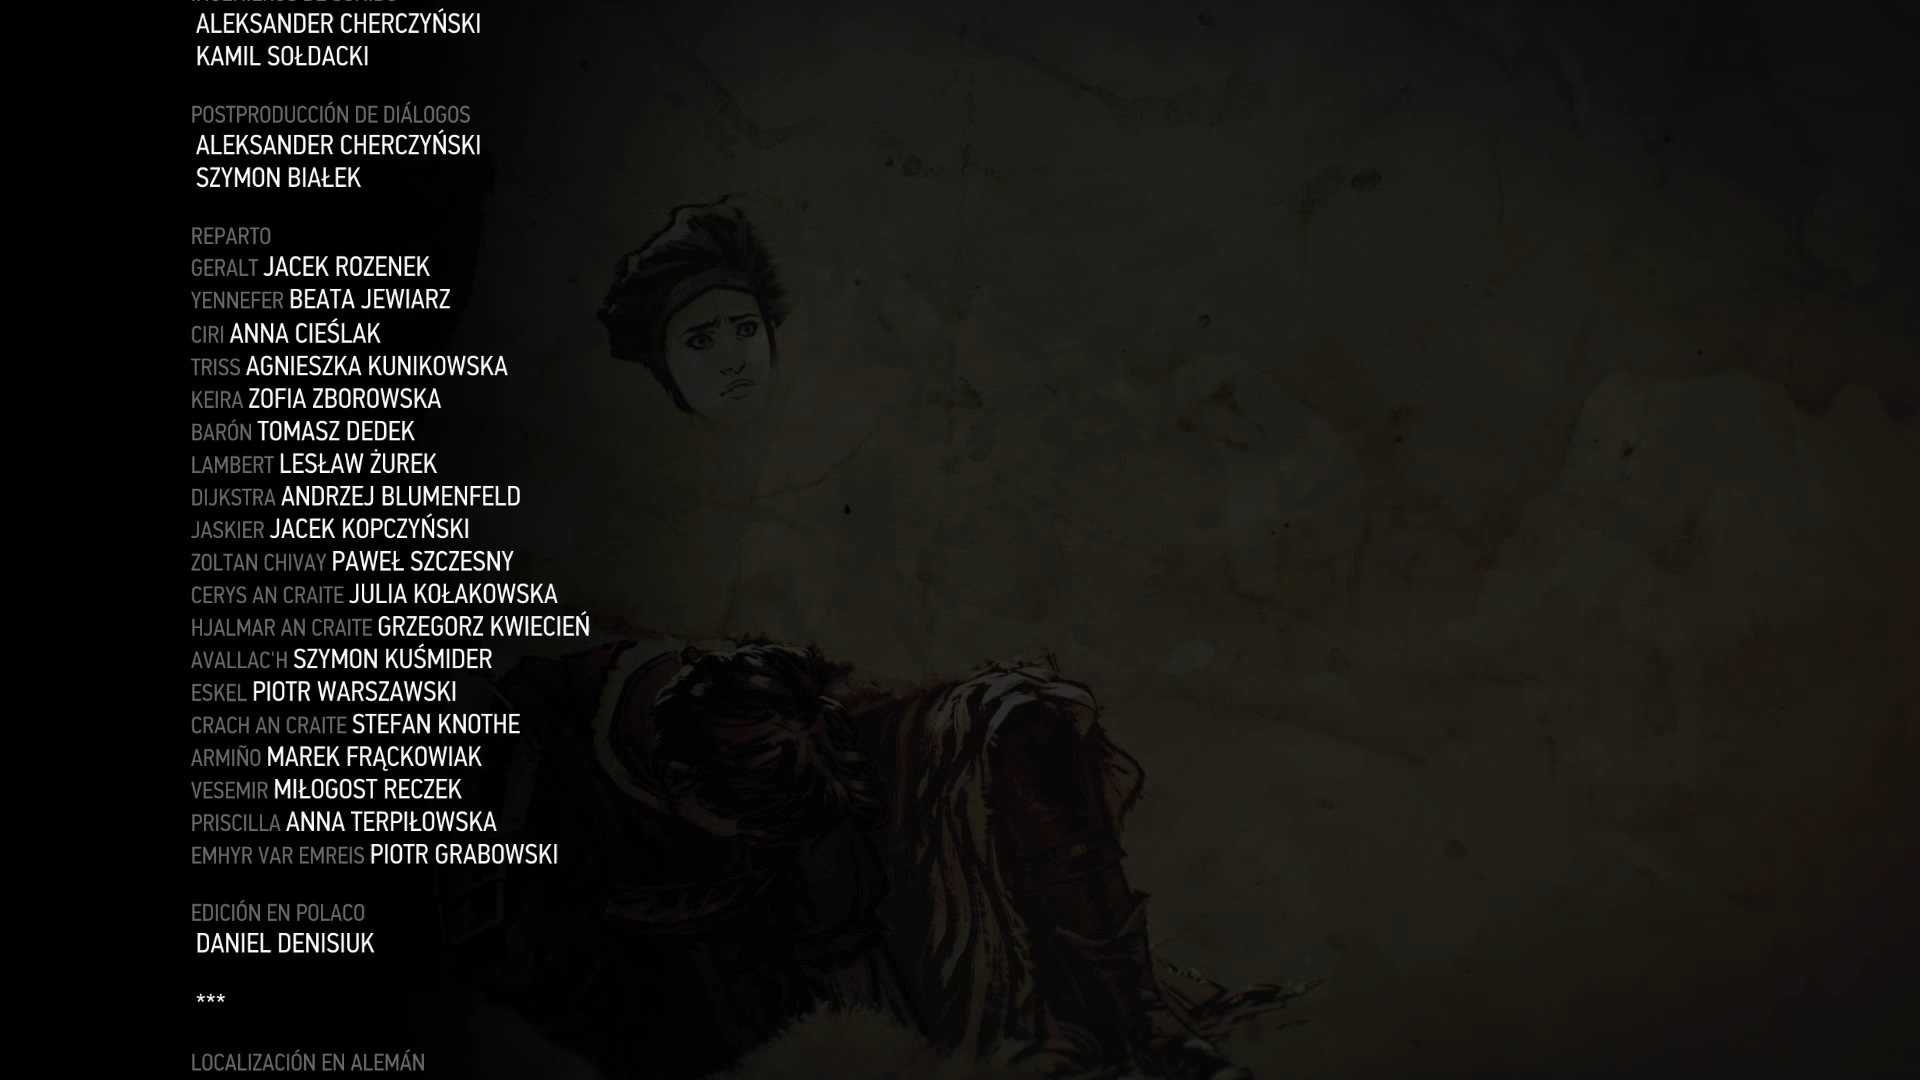 INGENIEROS DE SONIDO
ALEKSANDER CHERCZYŃSKI
KAMIL SOŁDACKI
POSTPRODUCCIÓN DE DIÁLOGOS
ALEKSANDER CHERCZYŃSKI
SZYMON BIAŁEK
REPARTO
GERALT JACEK ROZENEK
YENNEFER BEATA JEWIARZ
CIRI ANNA CIEŚLAK
TRISS AGNIESZKA KUNIKOWSKA
KEIRA ZOFIA ZBOROWSKA
BARÓN TOMASZ DEDEK
LAMBERT LESŁAW ŻUREK
DIJKSTRA ANDRZEJ BLUMENFELD
JASKIER JACEK KOPCZYŃSKI
ZOLTAN CHIVAY PAWEŁ SZCZESNY
CERYS AN CRAITE JULIA KOŁAKOWSKA
HJALMAR AN CRAITE GRZEGORZ KWIECIEŃ
AVALLAC'H SZYMON KUŚMIDER
ESKEL PIOTR WARSZAWSKI
CRACH AN CRAITE STEFAN KNOTHE
ARMIÑO MAREK FRĄCKOWIAK
VESEMIR MIŁOGOST RECZEK
PRISCILLA ANNA TERPIŁOWSKA
EMHYR VAR EMREIS PIOTR GRABOWSKI
EDICIÓN EN POLACO
DANIEL DENISIUK
***
LOCALIZACIÓN EN ALEMÁN